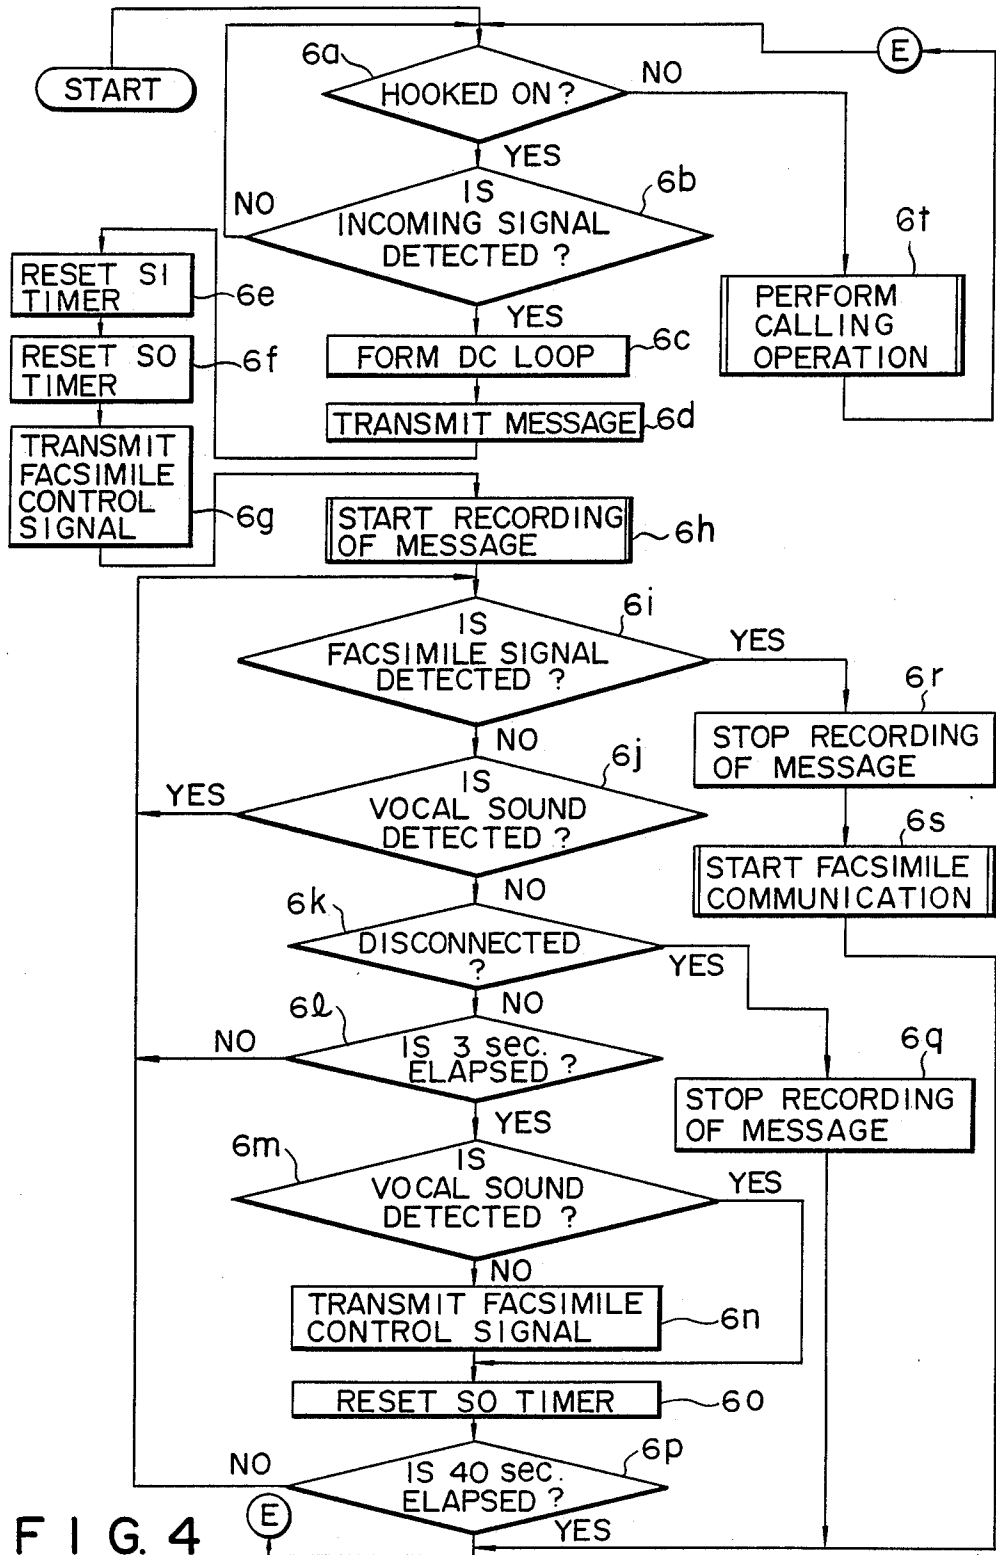 START
6a
HOOKED ON ?
NO
E
YES
6b
IS
INCOMING SIGNAL
DETECTED ?
NO
6t
PERFORM
CALLING
OPERATION
RESET S1
TIMER
6e
YES
FORM DC LOOP
6c
RESET S0
TIMER
6f
TRANSMIT MESSAGE
6d
TRANSMIT
FACSIMILE
CONTROL
SIGNAL
6g
START RECORDING
OF MESSAGE
6h
6i
IS
FACSIMILE SIGNAL
DETECTED ?
YES
6r
STOP RECORDING
OF MESSAGE
NO
6j
IS
VOCAL SOUND
DETECTED ?
YES
6s
START FACSIMILE
COMMUNICATION
NO
6k
DISCONNECTED
?
YES
NO
6l
IS 3 sec.
ELAPSED ?
NO
6q
STOP RECORDING
OF MESSAGE
YES
6m
IS
VOCAL SOUND
DETECTED ?
YES
NO
TRANSMIT FACSIMILE
CONTROL SIGNAL
6n
RESET S0 TIMER
6o
6p
IS 40 sec.
ELAPSED ?
NO
E
YES
FIG. 4